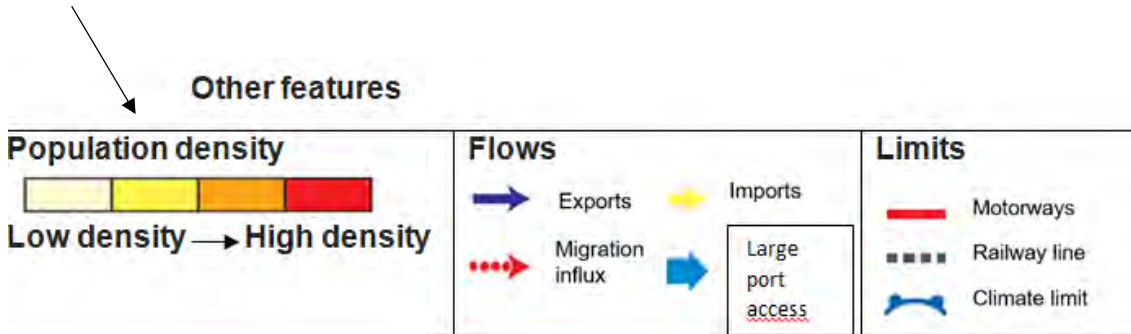 Other features
Population density
Low density → High density
Flows
Exports
Imports
Migration
influx
Large
port
access
Limits
Motorways
Railway line
Climate limit